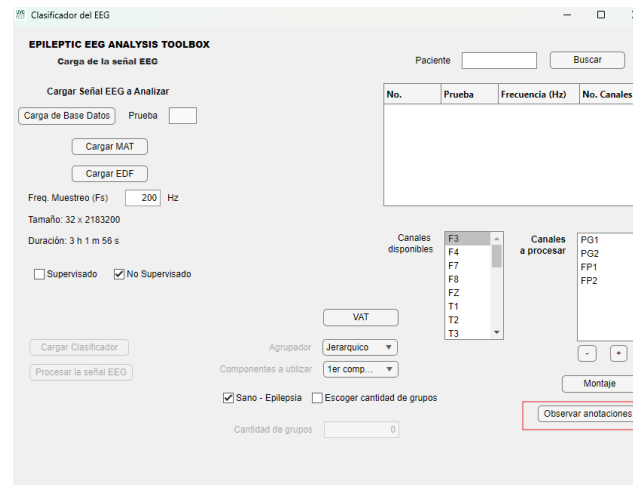 Clasificador del EEG
EPILEPTIC EEG ANALYSIS TOOLBOX
Carga de la señal EEG
Paciente Buscar
Cargar Señal EEG a Analizar
No. Prueba Frecuencia (Hz) No. Canales
Carga de Base Datos Prueba
Cargar MAT
Cargar EDF
Freq. Muestreo (Fs) 200 Hz
Tamaño: 32 x 2183200
Duración: 3 h 1 m 56 s
Canales disponibles
F3
F4
F7
F8
FZ
T1
T2
T3
Canales a procesar
PG1
PG2
FP1
FP2
Supervisado No Supervisado
VAT
Cargar Clasificador
Agrupador Jerarquico
- +
Procesar la señal EEG
Componentes a utilizar 1er comp...
Montaje
Sano - Epilepsia Escoger cantidad de grupos
Observar anotaciones
Cantidad de grupos 0